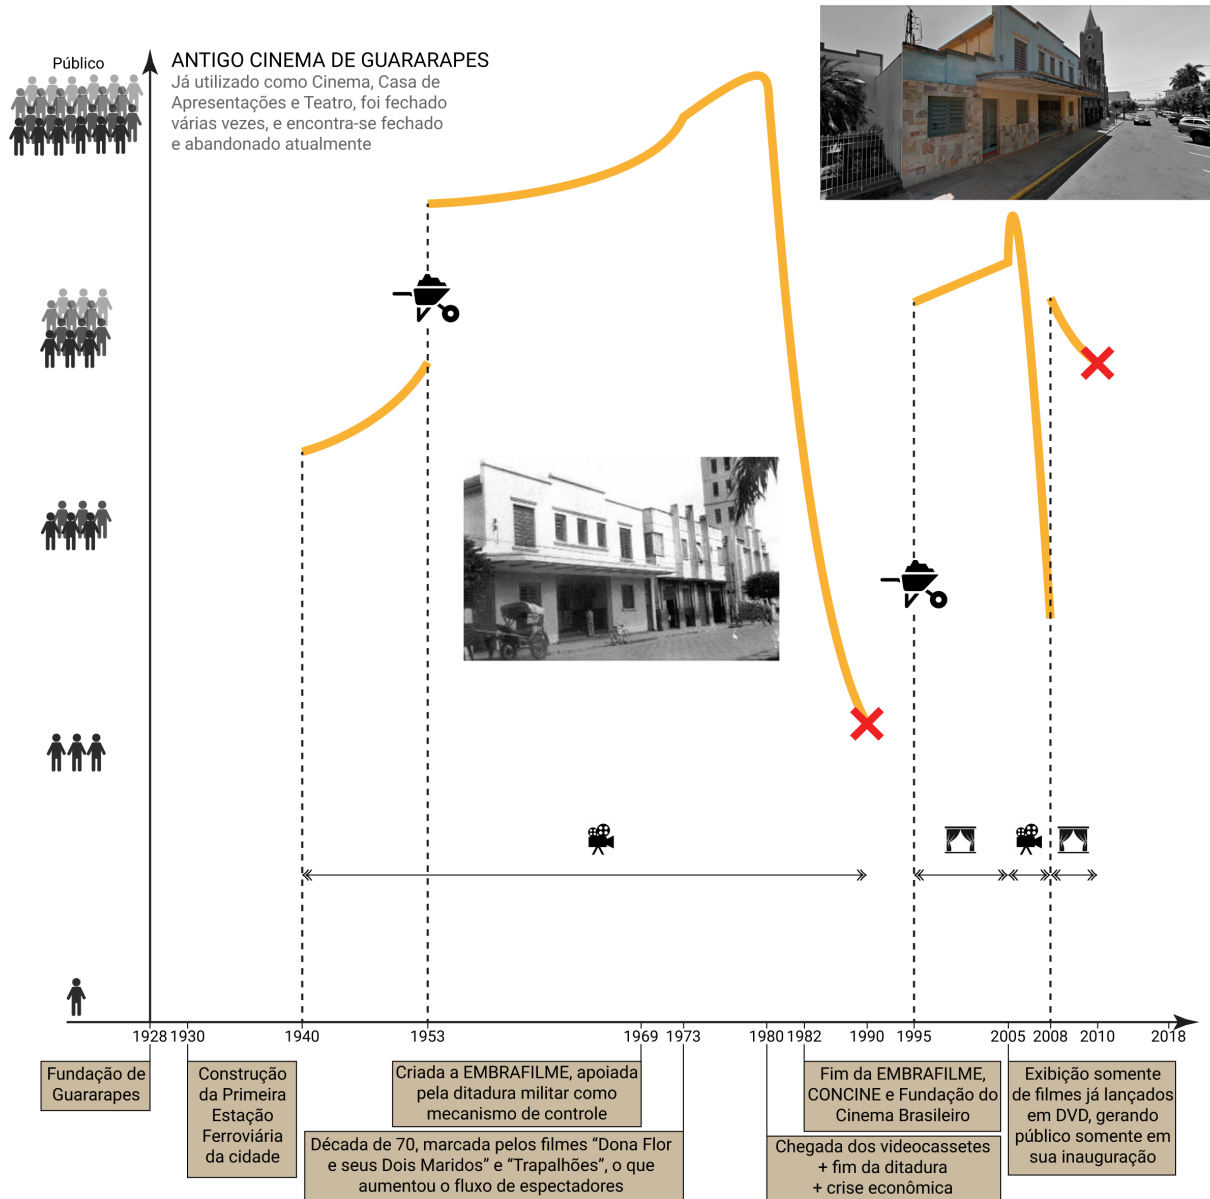 Público
ANTIGO CINEMA DE GUARARAPES
Já utilizado como Cinema, Casa de
Apresentações e Teatro, foi fechado
várias vezes, e encontra-se fechado
e abandonado atualmente
1928
1930
1940
1953
1969
1973
1980
1982
1990
1995
2005
2008
2010
2018
Fundação de
Guararapes
Construção
da Primeira
Estação
Ferroviária
da cidade
Criada a EMBRAFILME, apoiada
pela ditadura militar como
mecanismo de controle
Década de 70, marcada pelos filmes “Dona Flor
e seus Dois Maridos” e “Trapalhões”, o que
aumentou o fluxo de espectadores
Fim da EMBRAFILME,
CONCINE e Fundação do
Cinema Brasileiro
Chegada dos videocassetes
+ fim da ditadura
+ crise econômica
Exibição somente
de filmes já lançados
em DVD, gerando
público somente em
sua inauguração